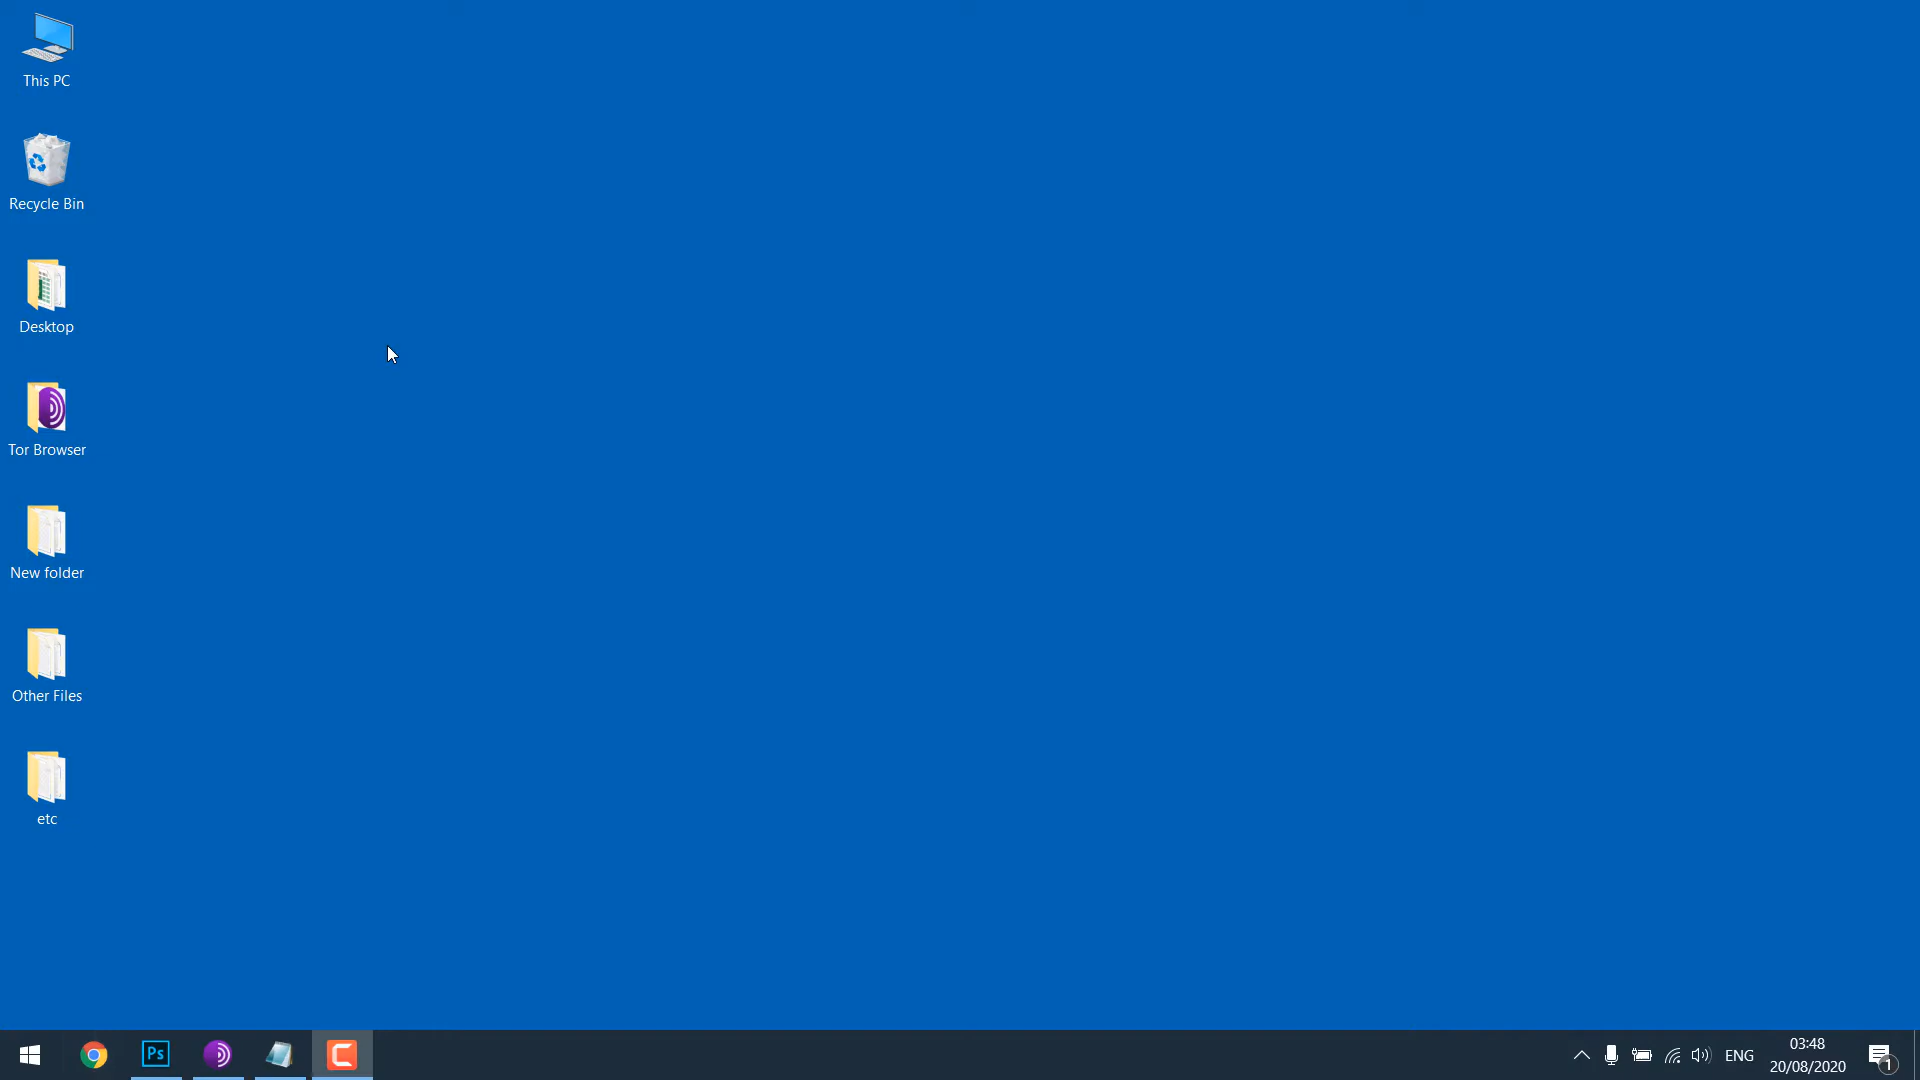 This PC
Recycle Bin
Desktop
Tor Browser
New folder
Other Files
etc
Ps
ENG
03:48
20/08/2020
1